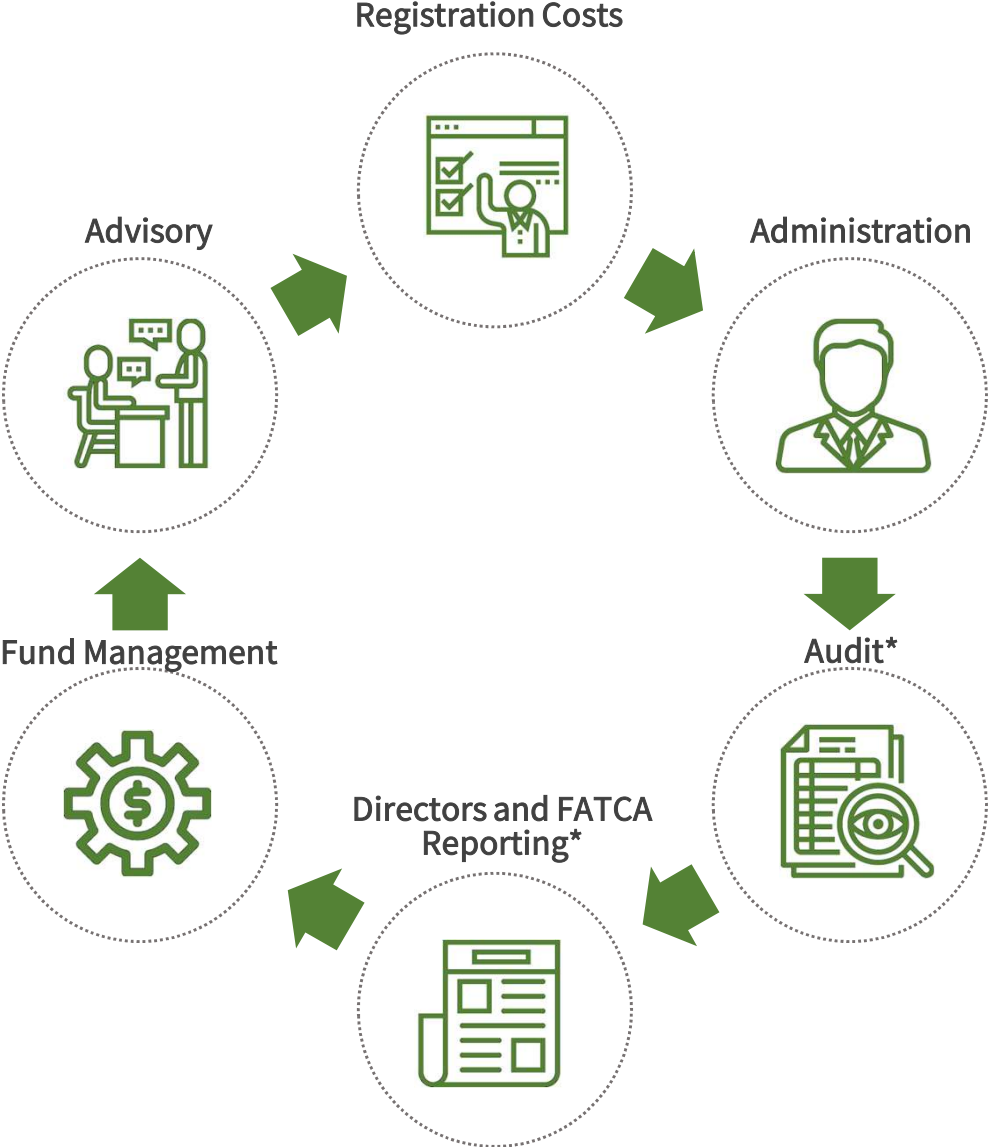 Registration Costs
Advisory
Administration
Fund Management
Audit*
Directors and FATCA
Reporting*